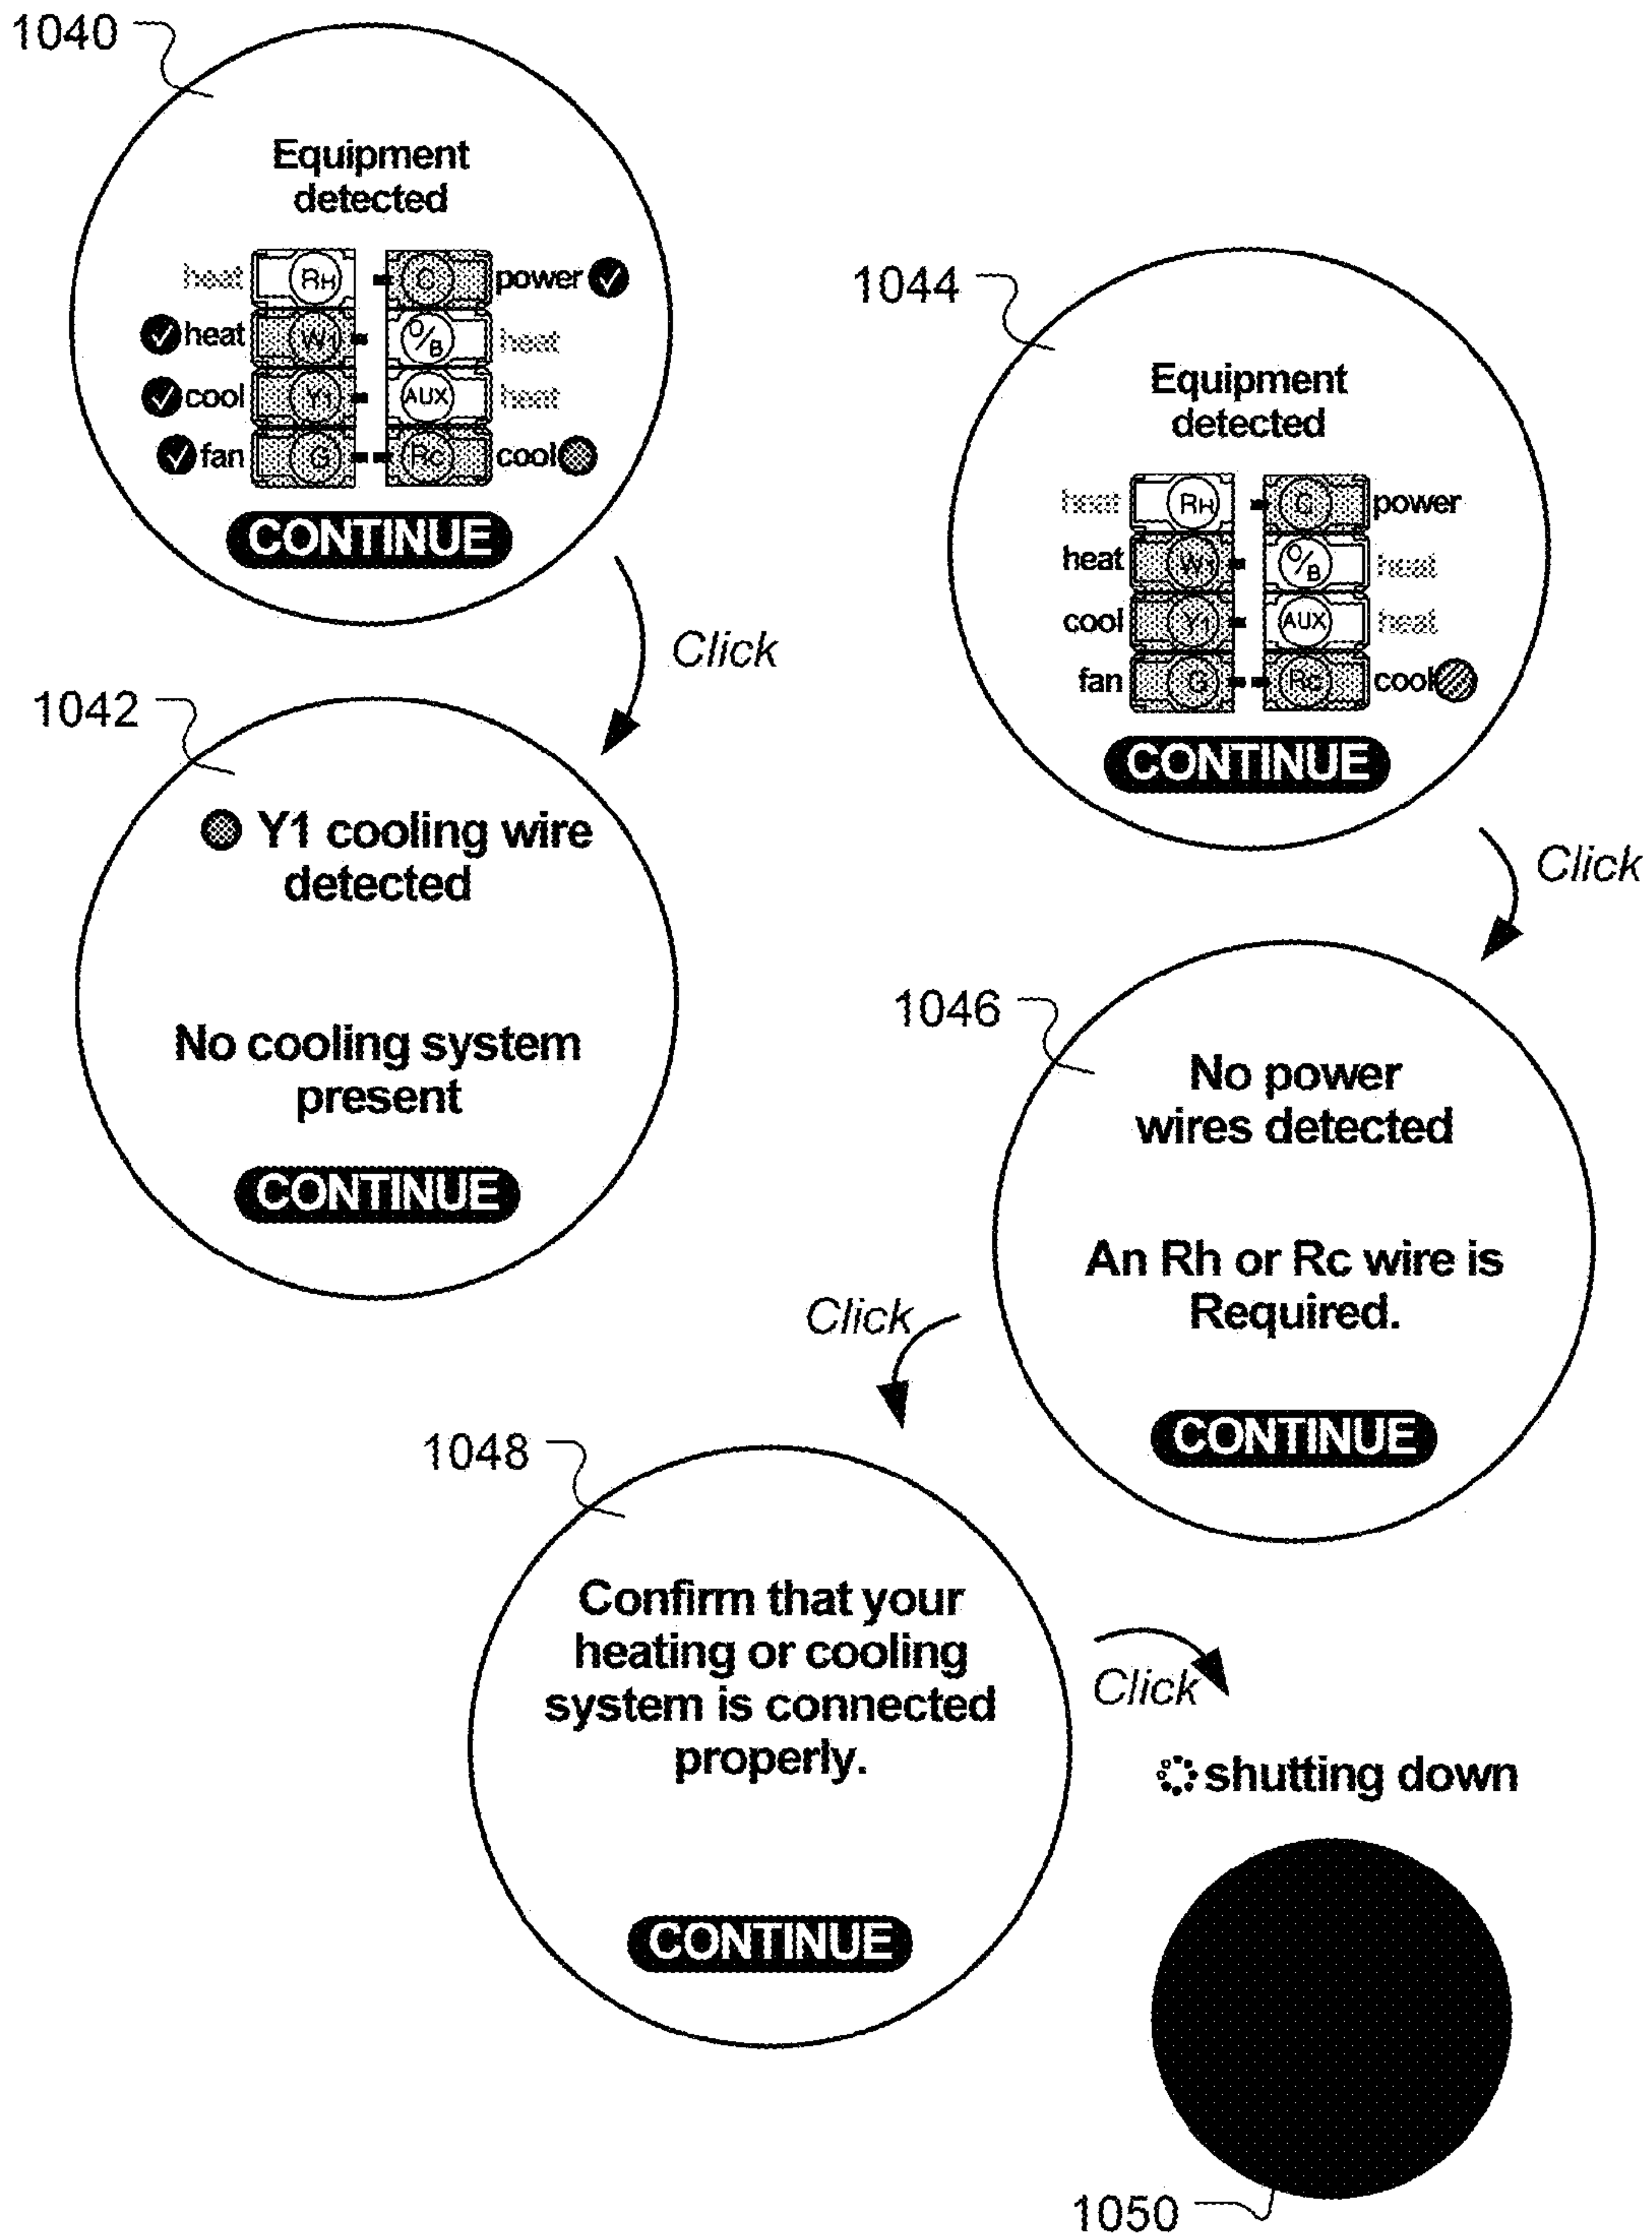 1040
Equipment
detected
heat RH C power
heat W1 O/B heat
cool Y1 AUX heat
fan G Rc cool
CONTINUE
Click
1042
Y1 cooling wire
detected
No cooling system
present
CONTINUE
1044
Equipment
detected
heat RH C power
heat W1 O/B heat
cool Y1 AUX heat
fan G Rc cool
CONTINUE
Click
1046
No power
wires detected
An Rh or Rc wire is
Required.
CONTINUE
Click
1048
Confirm that your
heating or cooling
system is connected
properly.
CONTINUE
Click
shutting down
1050